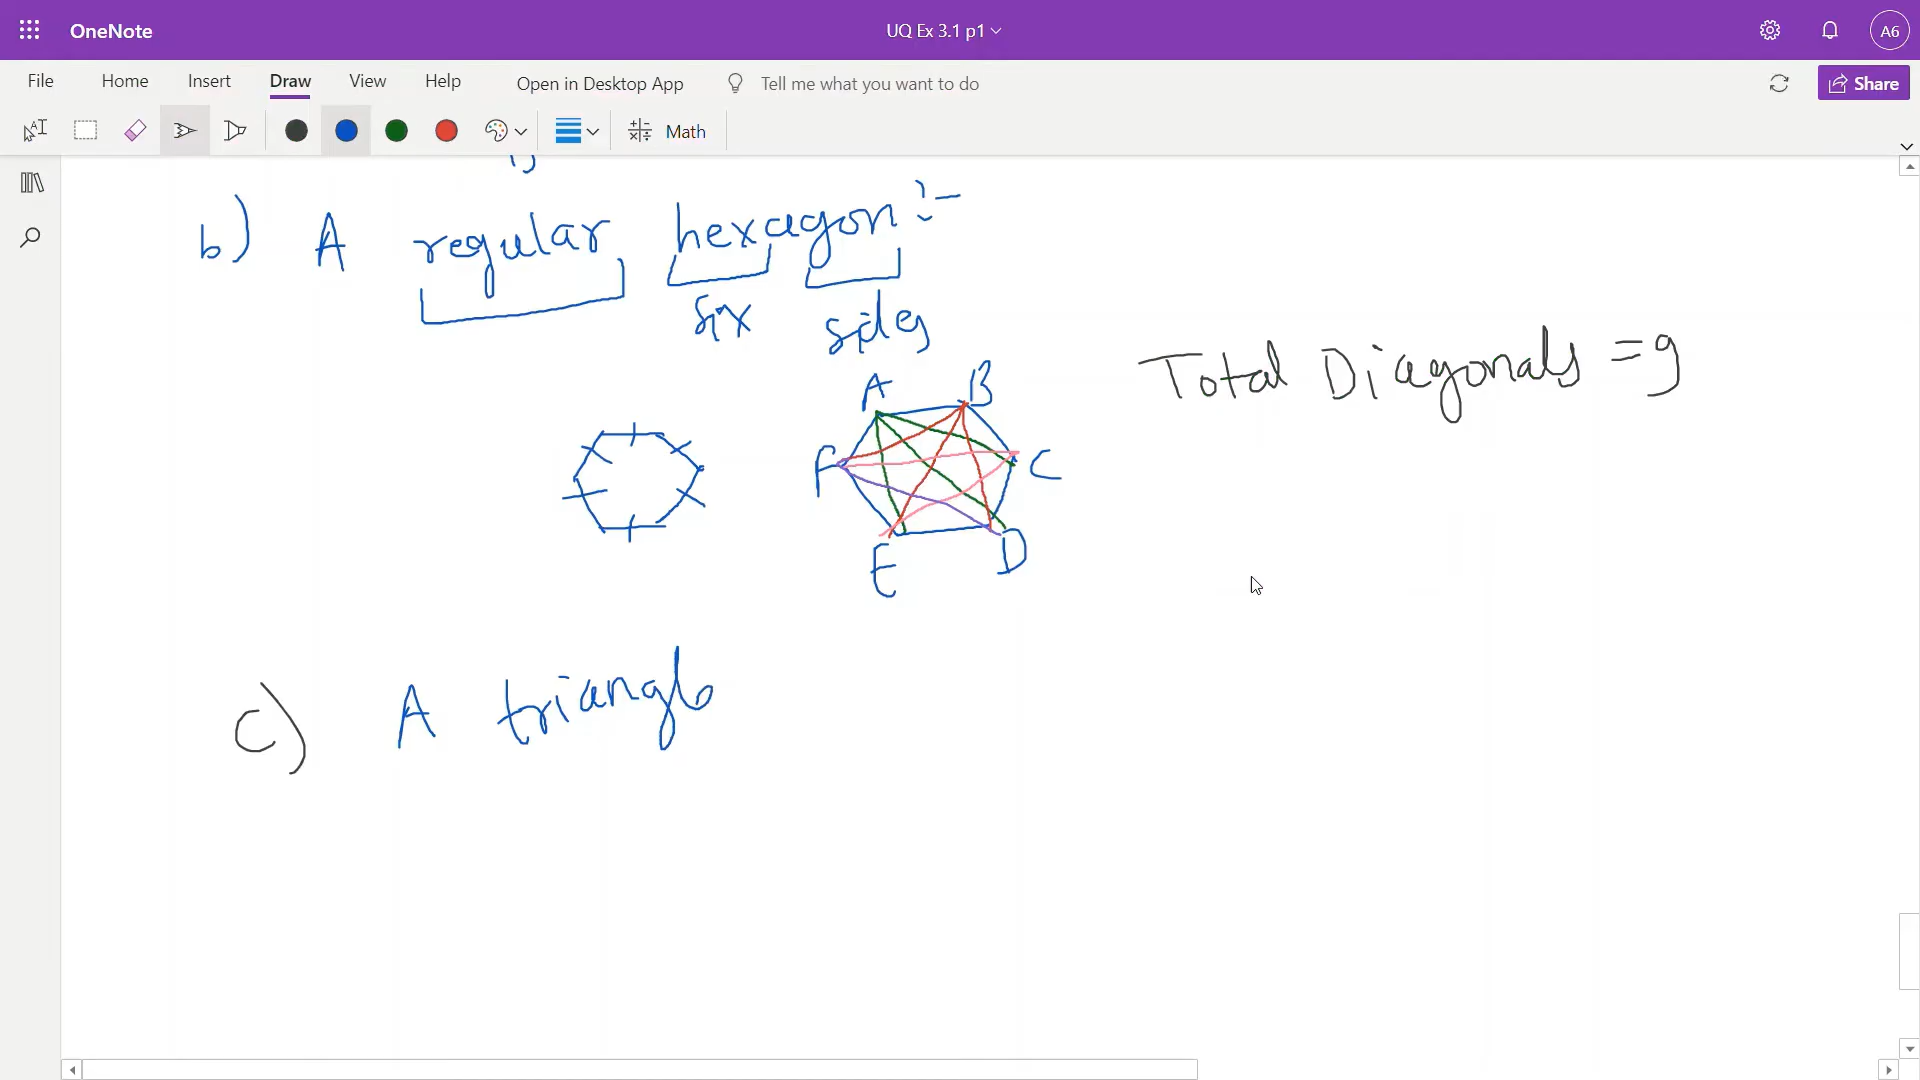 OneNote
UQ Ex 3.1 p1
A6
File Home Insert Draw View Help Open in Desktop App Tell me what you want to do Share
Math
b) A regular hexagon :-
six sides
Total Diagonals = 9
A B
F C
E D
c) A triangle